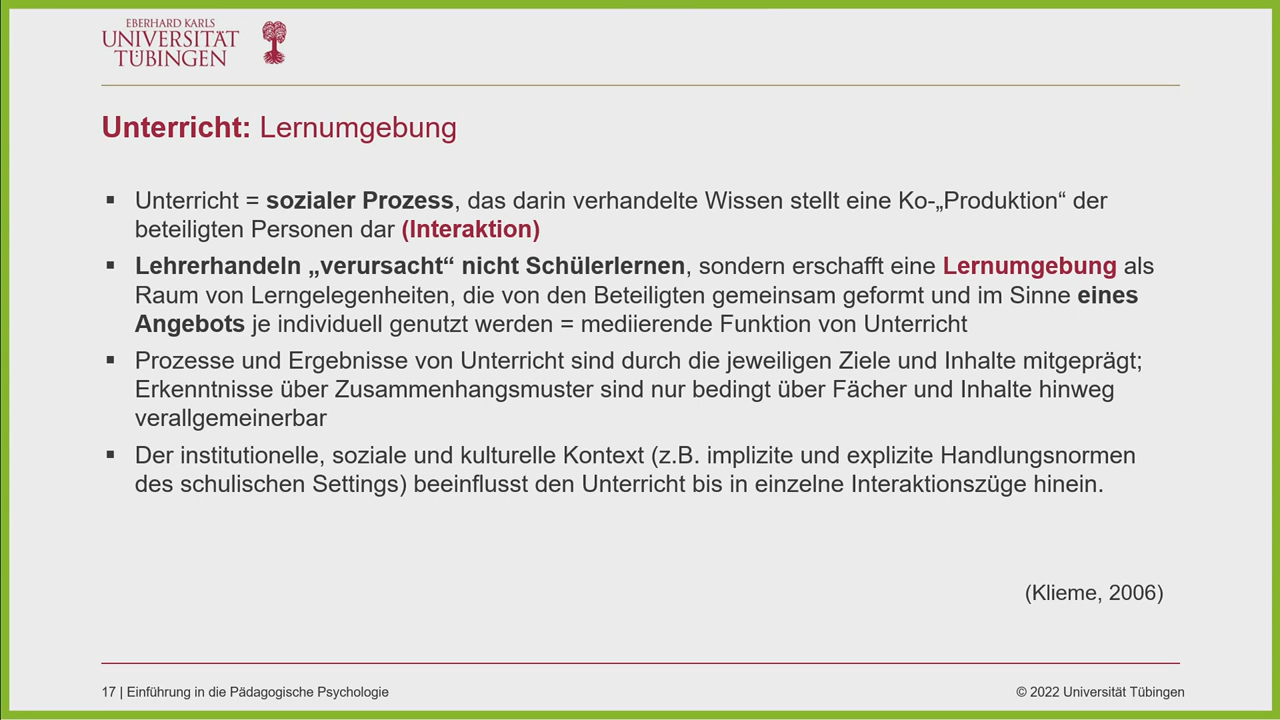 EBERHARD KARLS
UNIVERSITÄT
TÜBINGEN
Unterricht: Lernumgebung
▪ Unterricht = sozialer Prozess, das darin verhandelte Wissen stellt eine Ko-„Produktion“ der
beteiligten Personen dar (Interaktion)
▪ Lehrerhandeln „verursacht“ nicht Schülerlernen, sondern erschafft eine Lernumgebung als
Raum von Lerngelegenheiten, die von den Beteiligten gemeinsam geformt und im Sinne eines
Angebots je individuell genutzt werden = mediierende Funktion von Unterricht
▪ Prozesse und Ergebnisse von Unterricht sind durch die jeweiligen Ziele und Inhalte mitgeprägt;
Erkenntnisse über Zusammenhangsmuster sind nur bedingt über Fächer und Inhalte hinweg
verallgemeinerbar
▪ Der institutionelle, soziale und kulturelle Kontext (z.B. implizite und explizite Handlungsnormen
des schulischen Settings) beeinflusst den Unterricht bis in einzelne Interaktionszüge hinein.
(Klieme, 2006)
17 | Einführung in die Pädagogische Psychologie
© 2022 Universität Tübingen